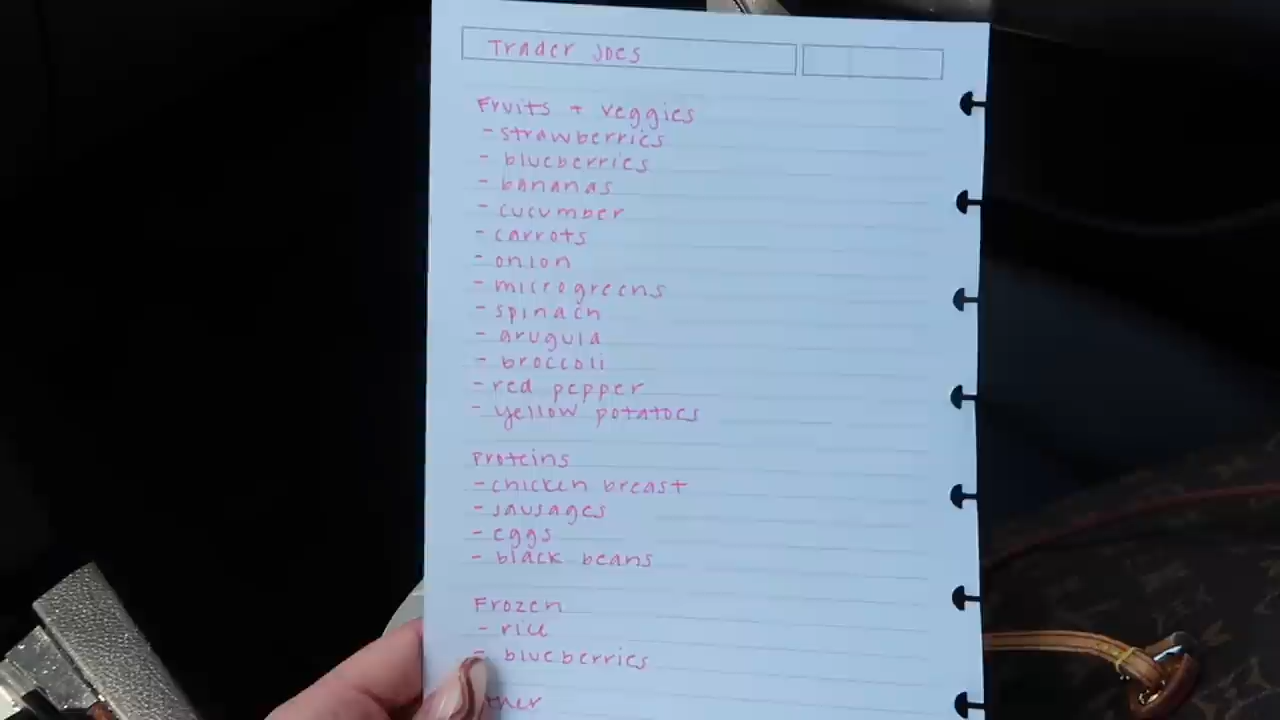 Trader Joes
Fruits + veggies
- strawberries
- blueberries
- bananas
- cucumber
- carrots
- onion
- microgreens
- spinach
- arugula
- broccoli
- red pepper
- yellow potatoes
Proteins
- chicken breast
- sausages
- eggs
- black beans
Frozen
- rice
- blueberries